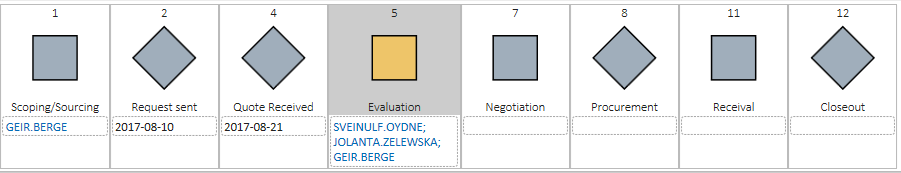 1 2 4 5 7 8 11 12
Scoping/Sourcing Request sent Quote Received Evaluation Negotiation Procurement Receival Closeout
GEIR.BERGE 2017-08-10 2017-08-21 SVEINULF.OYDNE;
JOLANTA.ZELEWSKA;
GEIR.BERGE